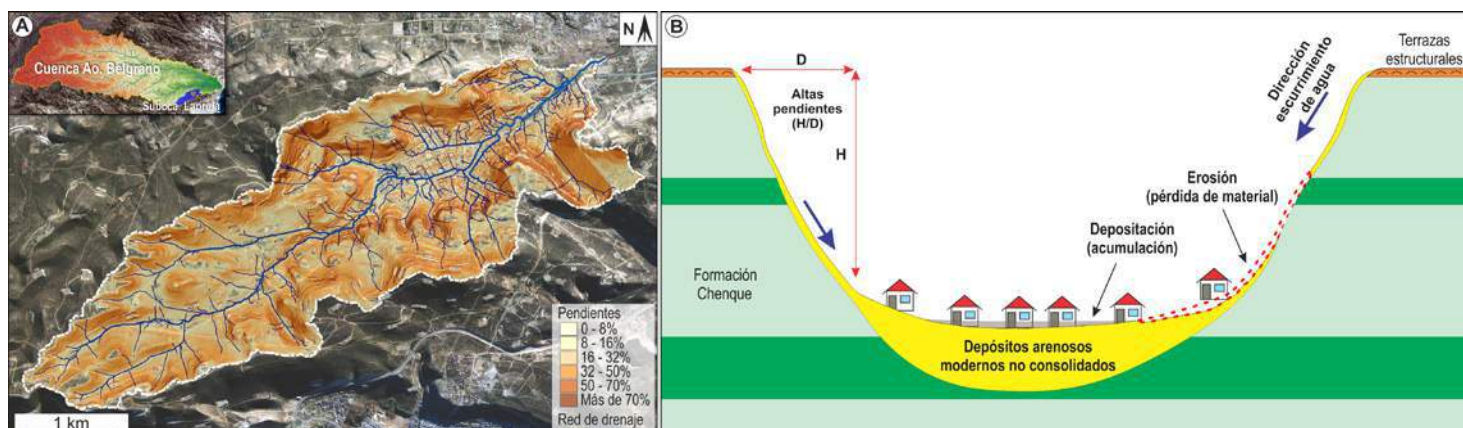 A
Cuenca Ao. Belgrano
Subcca. Laprida
N
Pendientes
0 - 8%
8 - 16%
16 - 32%
32 - 50%
50 - 70%
Más de 70%
Red de drenaje
1 km
B
D
Altas
pendientes
(H/D)
H
Dirección
escurrimiento
de agua
Terrazas
estructurales
Erosión
(pérdida de material)
Depositación
(acumulación)
Formación
Chenque
Depósitos arenosos
modernos no consolidados